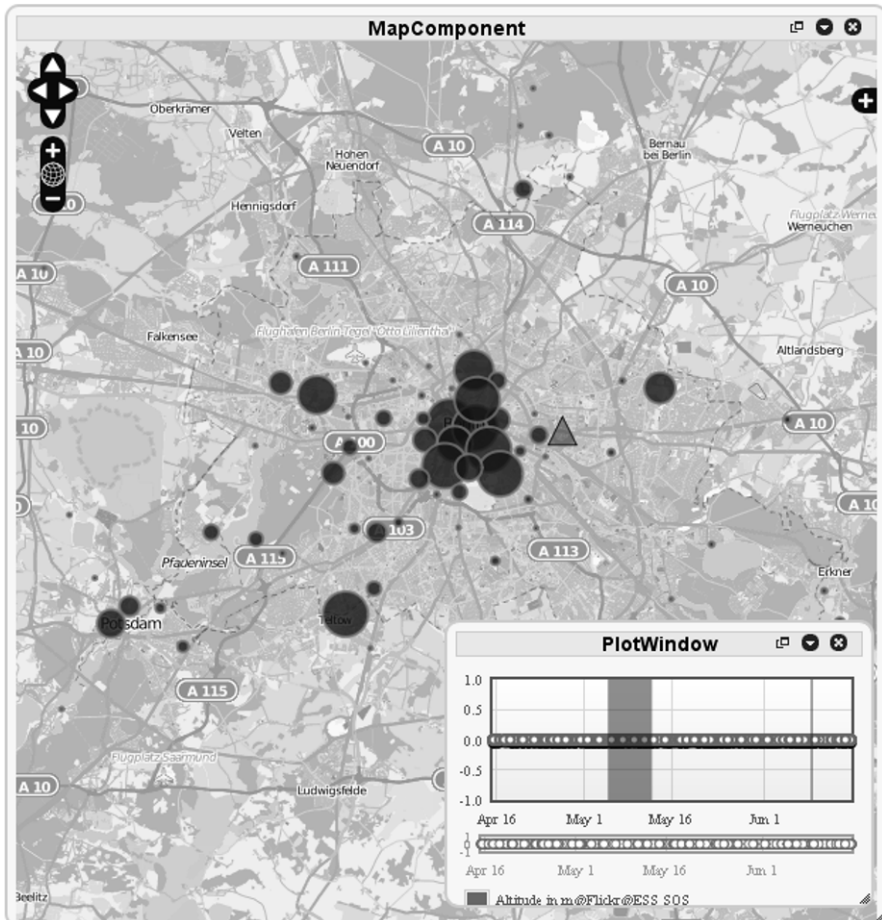 MapComponent
Oberkrämer
Velten
Hohen
Neuendorf
A 10
Bernau
bei Berlin
Hennigsdorf
A 114
Werneuchen
A 111
A 10
A 10
Flughafen Berlin-Tegel "Otto Lilienthal"
Falkensee
A 10
Altlandsberg
10
A 10
A 100
103
A 113
Pfaueninsel
A 115
Erkner
Potsdam
Teltow
A 115
Flugplatz Saarmund
A 10
Ludwigsfelde
Beelitz
PlotWindow
1.0
0.5
0.0
-0.5
-1.0
Apr 16 May 1 May 16 Jun 1
1
0
-1
Apr 16 May 1 May 16 Jun 1
Altitude in m@Flickr@ESS SOS